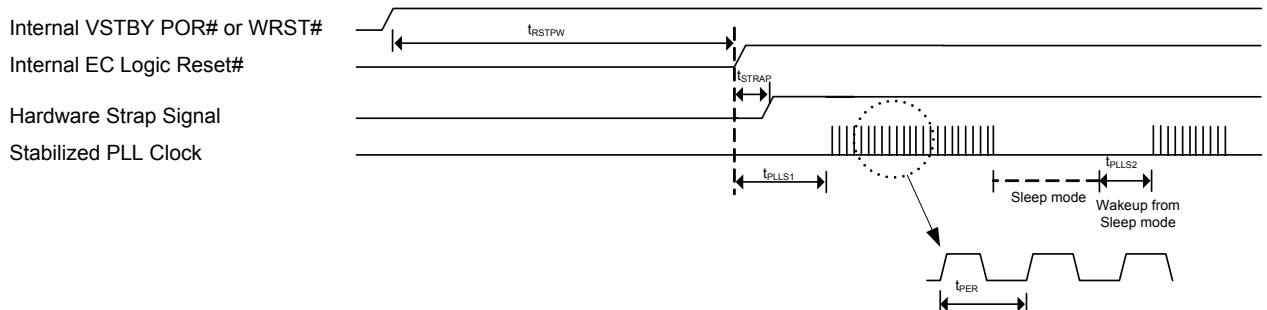 Internal VSTBY POR# or WRST#
tRSTPW
Internal EC Logic Reset#
tSTRAP
Hardware Strap Signal
Stabilized PLL Clock
tPLLS1
tPLLS2
Sleep mode
Wakeup from
Sleep mode
tPER